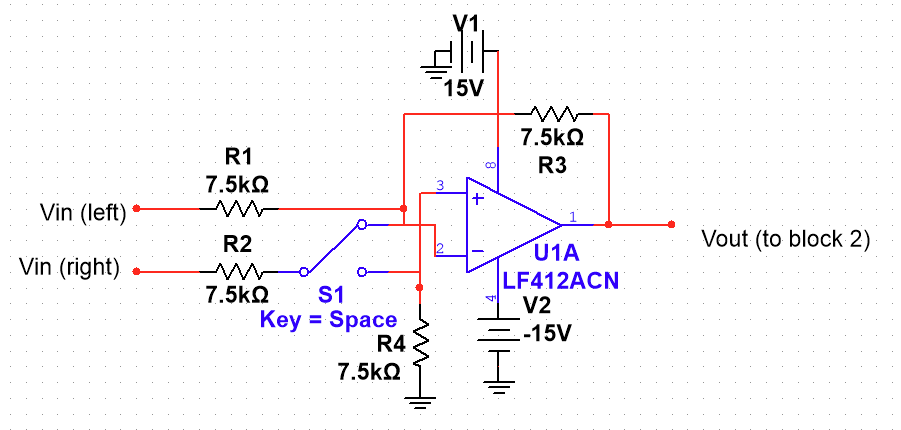 V1
15V
7.5kΩ
R3
R1
7.5kΩ
8
3
Vin (left)
1
Vout (to block 2)
R2
2
U1A
Vin (right)
LF412ACN
7.5kΩ
S1
4
V2
Key = Space
-15V
R4
7.5kΩ